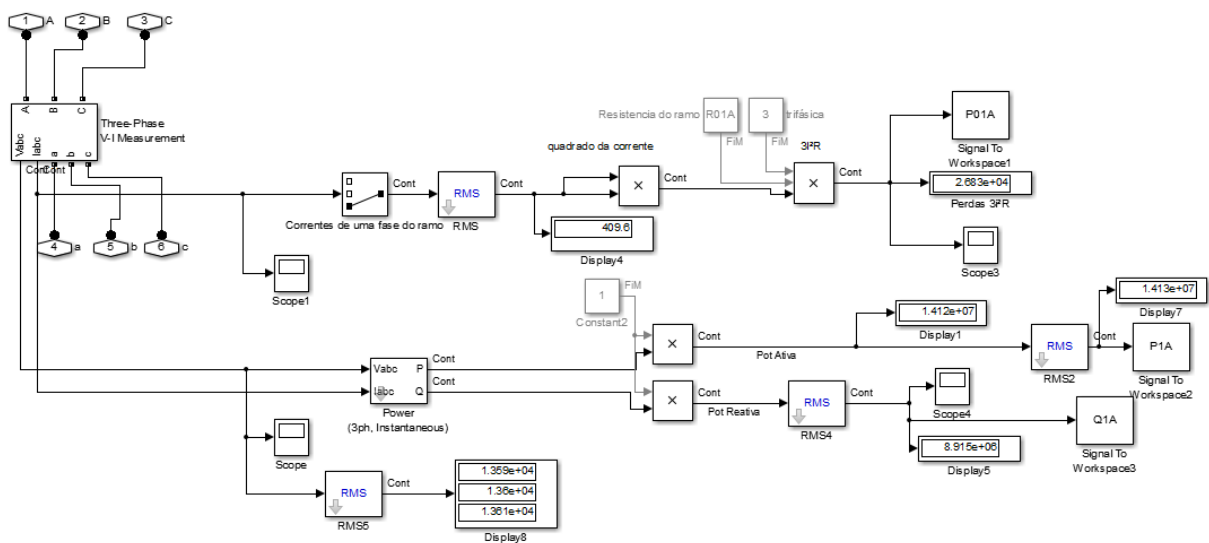 1 A
2 B
3 C
A B C
Three-Phase
V-I Measurement
Vabc Iabc a b c
Cont Cont
4 a
5 b
6 c
Correntes de uma fase do ramo
Cont
RMS
RMS
Cont
quadrado da corrente
×
Cont
409.6
Display4
Resistencia do ramo
R01A
FiM
3
trifásica
FiM
3I²R
×
Cont
P01A
Signal To
Workspace1
2.683e+04
Perdas 3I²R
Scope3
Scope1
1
FiM
Constant2
×
Cont
Pot Ativa
1.412e+07
Display1
RMS
RMS2
Cont
1.413e+07
Display7
P1A
Signal To
Workspace2
Vabc P
Iabc Q
Cont
Cont
Power
(3ph, Instantaneous)
×
Cont
Pot Reativa
RMS
RMS4
Cont
Scope4
Q1A
Signal To
Workspace3
8.915e+06
Display5
Scope
RMS
RMS5
Cont
1.359e+04
1.36e+04
1.361e+04
Display8